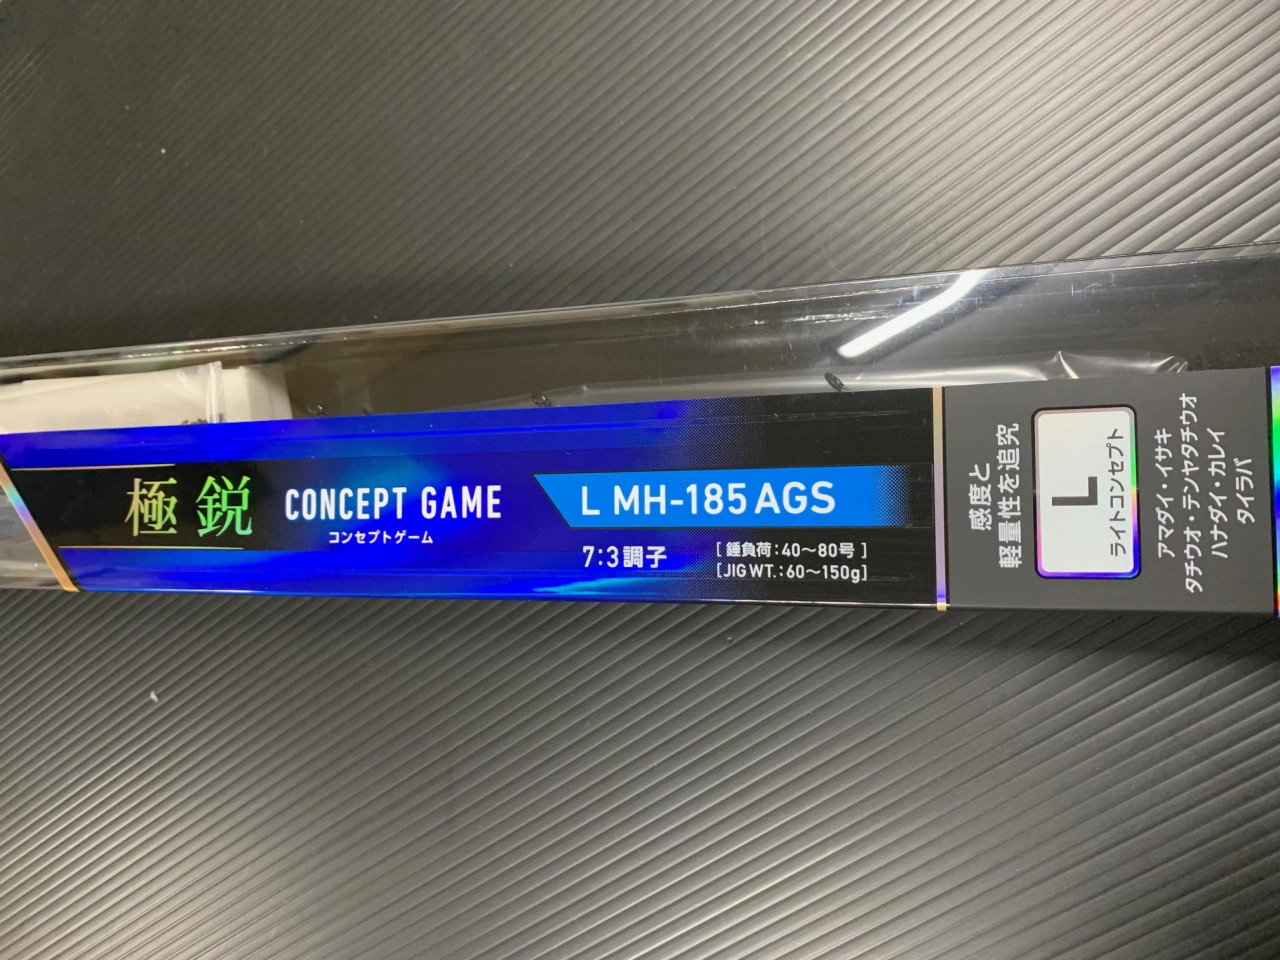 極鋭
CONCEPT GAME
コンセプトゲーム
L MH-185 AGS
7:3調子
[錘負荷:40〜80号]
[JIG WT.:60〜150g]
感度と
軽量性を追究
L
ライトコンセプト
アマダイ・イサキ
タチウオ・テンヤタチウオ
ハナダイ・カレイ
タイラバ